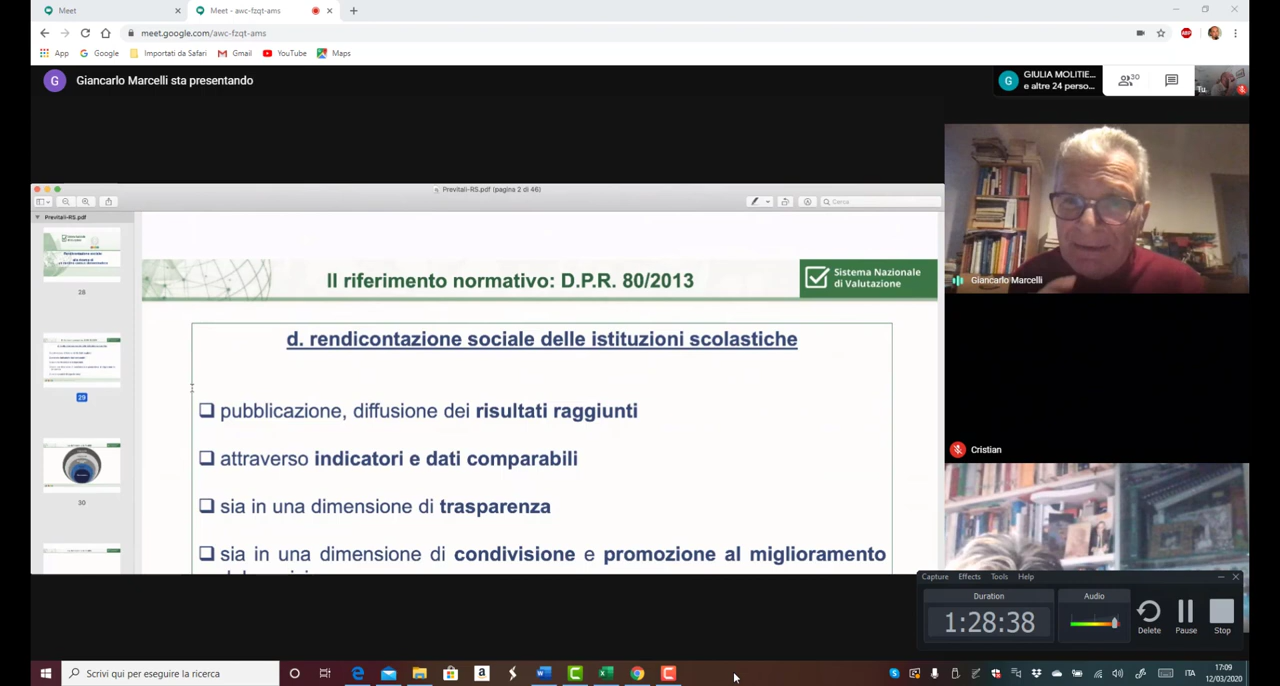 Meet
Meet - awc-fzqt-ams
meet.google.com/awc-fzqt-ams
App
Google
Importati da Safari
Gmail
YouTube
Maps
G
Giancarlo Marcelli sta presentando
G
GIULIA MOLITIE...
e altre 24 perso...
30
Tu
Previtali-RS.pdf (pagina 2 di 46)
Cerca
Previtali-RS.pdf
28
29
30
Il riferimento normativo: D.P.R. 80/2013
Sistema Nazionale
di Valutazione
d. rendicontazione sociale delle istituzioni scolastiche
pubblicazione, diffusione dei risultati raggiunti
attraverso indicatori e dati comparabili
sia in una dimensione di trasparenza
sia in una dimensione di condivisione e promozione al miglioramento
Giancarlo Marcelli
Cristian
Capture Effects Tools Help
Duration
Audio
1:28:38
Delete
Pause
Stop
Scrivi qui per eseguire la ricerca
ITA
17:09
12/03/2020